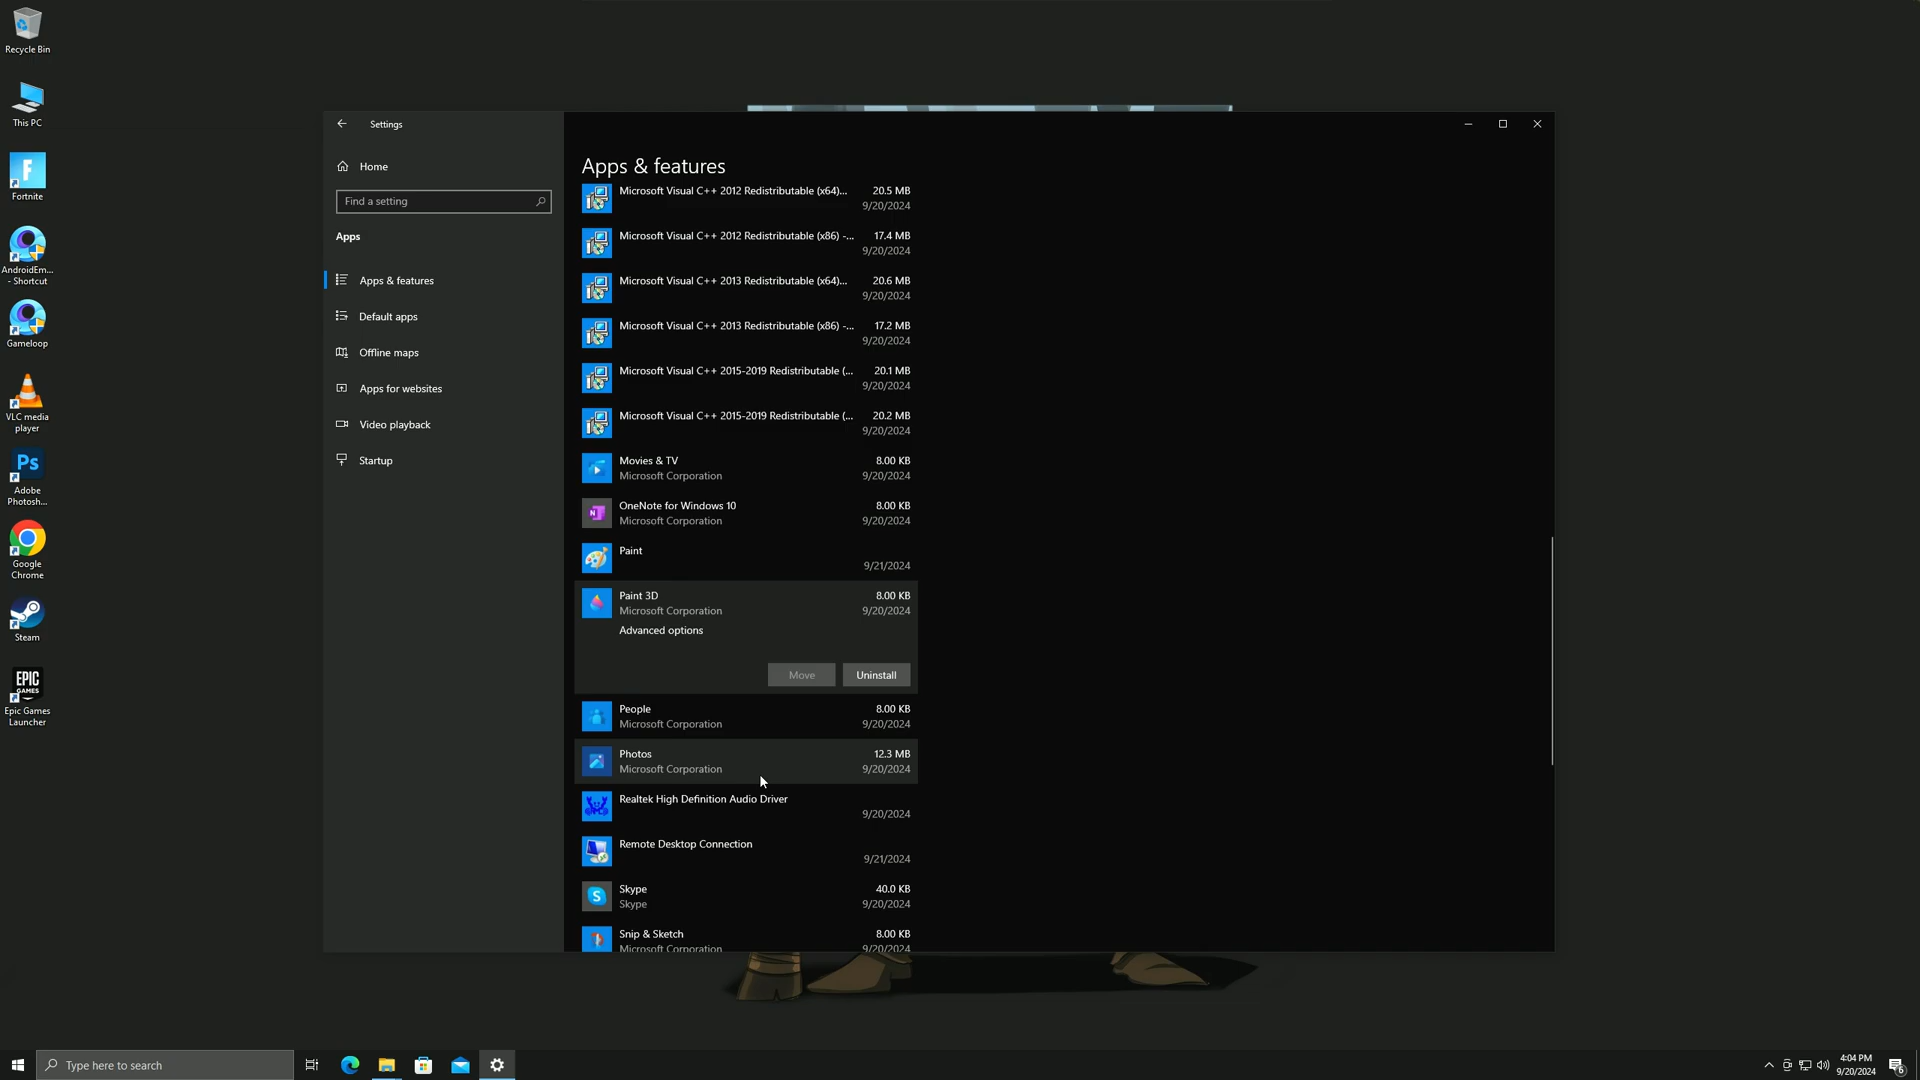 Recycle Bin
This PC
F
Fortnite
AndroidEm...
- Shortcut
Gameloop
VLC media
player
Ps
Adobe
Photosh...
Google
Chrome
Steam
EPIC
GAMES
Epic Games
Launcher
Settings
Home
Find a setting
Apps
Apps & features
Default apps
Offline maps
Apps for websites
Video playback
Startup
Apps & features
Microsoft Visual C++ 2012 Redistributable (x64)... 20.5 MB
9/20/2024
Microsoft Visual C++ 2012 Redistributable (x86) -... 17.4 MB
9/20/2024
Microsoft Visual C++ 2013 Redistributable (x64)... 20.6 MB
9/20/2024
Microsoft Visual C++ 2013 Redistributable (x86) -... 17.2 MB
9/20/2024
Microsoft Visual C++ 2015-2019 Redistributable (... 20.1 MB
9/20/2024
Microsoft Visual C++ 2015-2019 Redistributable (... 20.2 MB
9/20/2024
Movies & TV 8.00 KB
Microsoft Corporation 9/20/2024
N
OneNote for Windows 10 8.00 KB
Microsoft Corporation 9/20/2024
Paint
9/21/2024
Paint 3D 8.00 KB
Microsoft Corporation 9/20/2024
Advanced options
Move Uninstall
People 8.00 KB
Microsoft Corporation 9/20/2024
Photos 12.3 MB
Microsoft Corporation 9/20/2024
Realtek High Definition Audio Driver
9/20/2024
Remote Desktop Connection
9/21/2024
S
Skype 40.0 KB
Skype 9/20/2024
Snip & Sketch 8.00 KB
Microsoft Corporation 9/20/2024
Type here to search
4:04 PM
9/20/2024
6